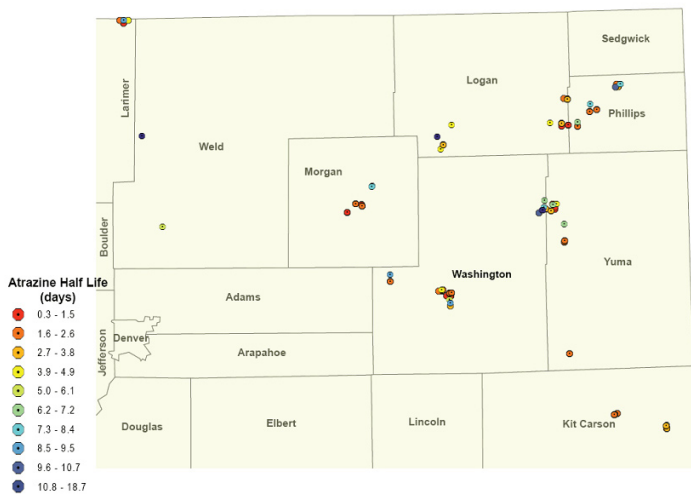 Sedgwick
Logan
Larimer
Phillips
Weld
Morgan
Boulder
Yuma
Washington
Atrazine Half Life
(days)
0.3 - 1.5
1.6 - 2.6
2.7 - 3.8
3.9 - 4.9
5.0 - 6.1
6.2 - 7.2
7.3 - 8.4
8.5 - 9.5
9.6 - 10.7
10.8 - 18.7
Adams
Jefferson
Denver
Arapahoe
Douglas
Elbert
Lincoln
Kit Carson